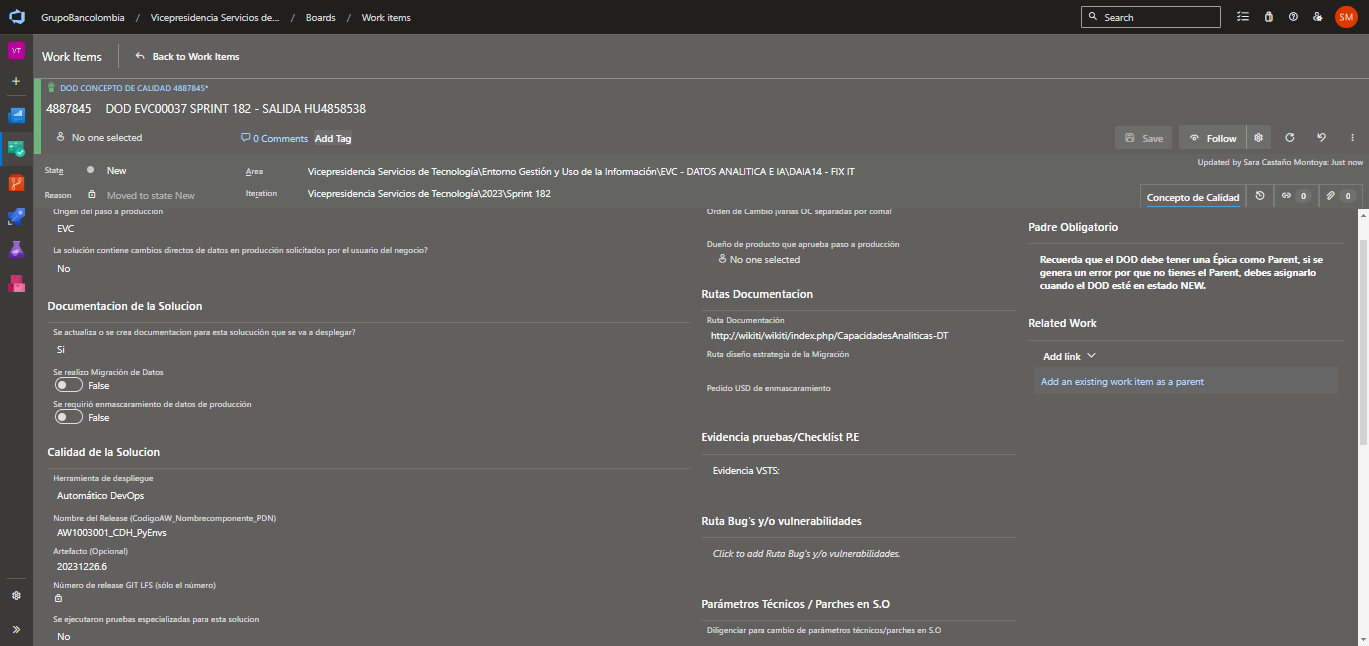 GrupoBancolombia / Vicepresidencia Servicios de... / Boards / Work items
Search
SM
VT
Work Items
Back to Work Items
DOD CONCEPTO DE CALIDAD 4887845*
4887845 DOD EVC00037 SPRINT 182 - SALIDA HU4858538
No one selected
0 Comments
Add Tag
Save
Follow
Updated by Sara Castaño Montoya: Just now
State
New
Area
Vicepresidencia Servicios de Tecnología\Entorno Gestión y Uso de la Información\EVC - DATOS ANALITICA E IA\DAIA14 - FIX IT
Reason
Moved to state New
Iteration
Vicepresidencia Servicios de Tecnología\2023\Sprint 182
Concepto de Calidad
0
0
Origen del paso a producción
EVC
La solución contiene cambios directos de datos en producción solicitados por el usuario del negocio?
No
Documentacion de la Solucion
Se actualiza o se crea documentacion para esta solucución que se va a desplegar?
Si
Se realizo Migración de Datos
False
Se requirió enmascaramiento de datos de producción
False
Calidad de la Solucion
Herramienta de despliegue
Automático DevOps
Nombre del Release (CodigoAW_Nombrecomponente_PDN)
AW1003001_CDH_PyEnvs
Artefacto (Opcional)
20231226.6
Número de release GIT LFS (sólo el número)
Se ejecutaron pruebas especializadas para esta solucion
No
Orden de Cambio ¡varias OC separadas por coma!
Dueño de producto que aprueba paso a producción
No one selected
Rutas Documentacion
Ruta Documentación
http://wikiti/wikiti/index.php/CapacidadesAnaliticas-DT
Ruta diseño estrategia de la Migración
Pedido USD de enmascaramiento
Evidencia pruebas/Checklist P.E
Evidencia VSTS:
Ruta Bug's y/o vulnerabilidades
Click to add Ruta Bug's y/o vulnerabilidades.
Parámetros Técnicos / Parches en S.O
Diligenciar para cambio de parámetros técnicos/parches en S.O
Padre Obligatorio
Recuerda que el DOD debe tener una Épica como Parent, si se
genera un error por que no tienes el Parent, debes asignarlo
cuando el DOD esté en estado NEW.
Related Work
Add link
Add an existing work item as a parent